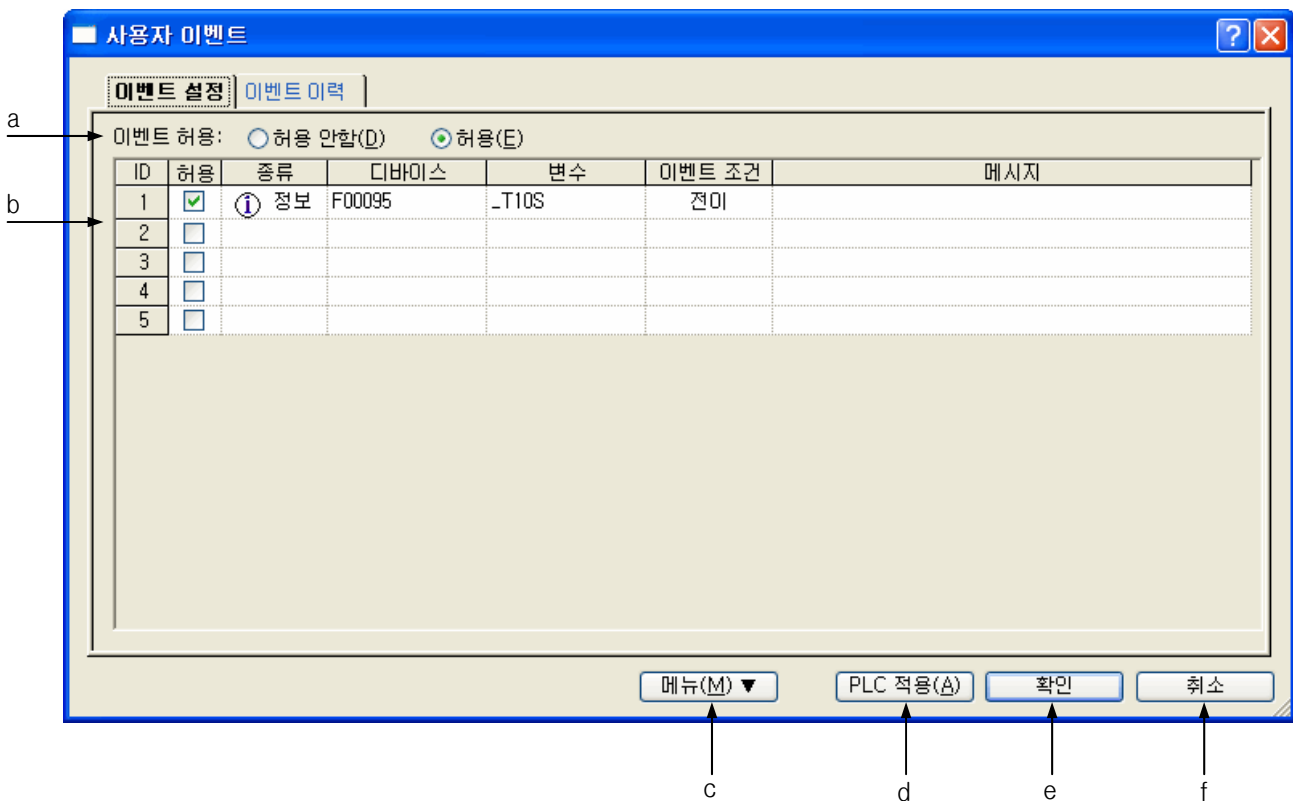 사용자 이벤트
이벤트 설정 이벤트 이력
a
이벤트 허용: 허용 안함(D) 허용(E)
ID 허용 종류 디바이스 변수 이벤트 조건 메시지
b
1 정보 F00095 _T10S 전이
2
3
4
5
메뉴(M) ▼ PLC 적용(A) 확인 취소
c d e f